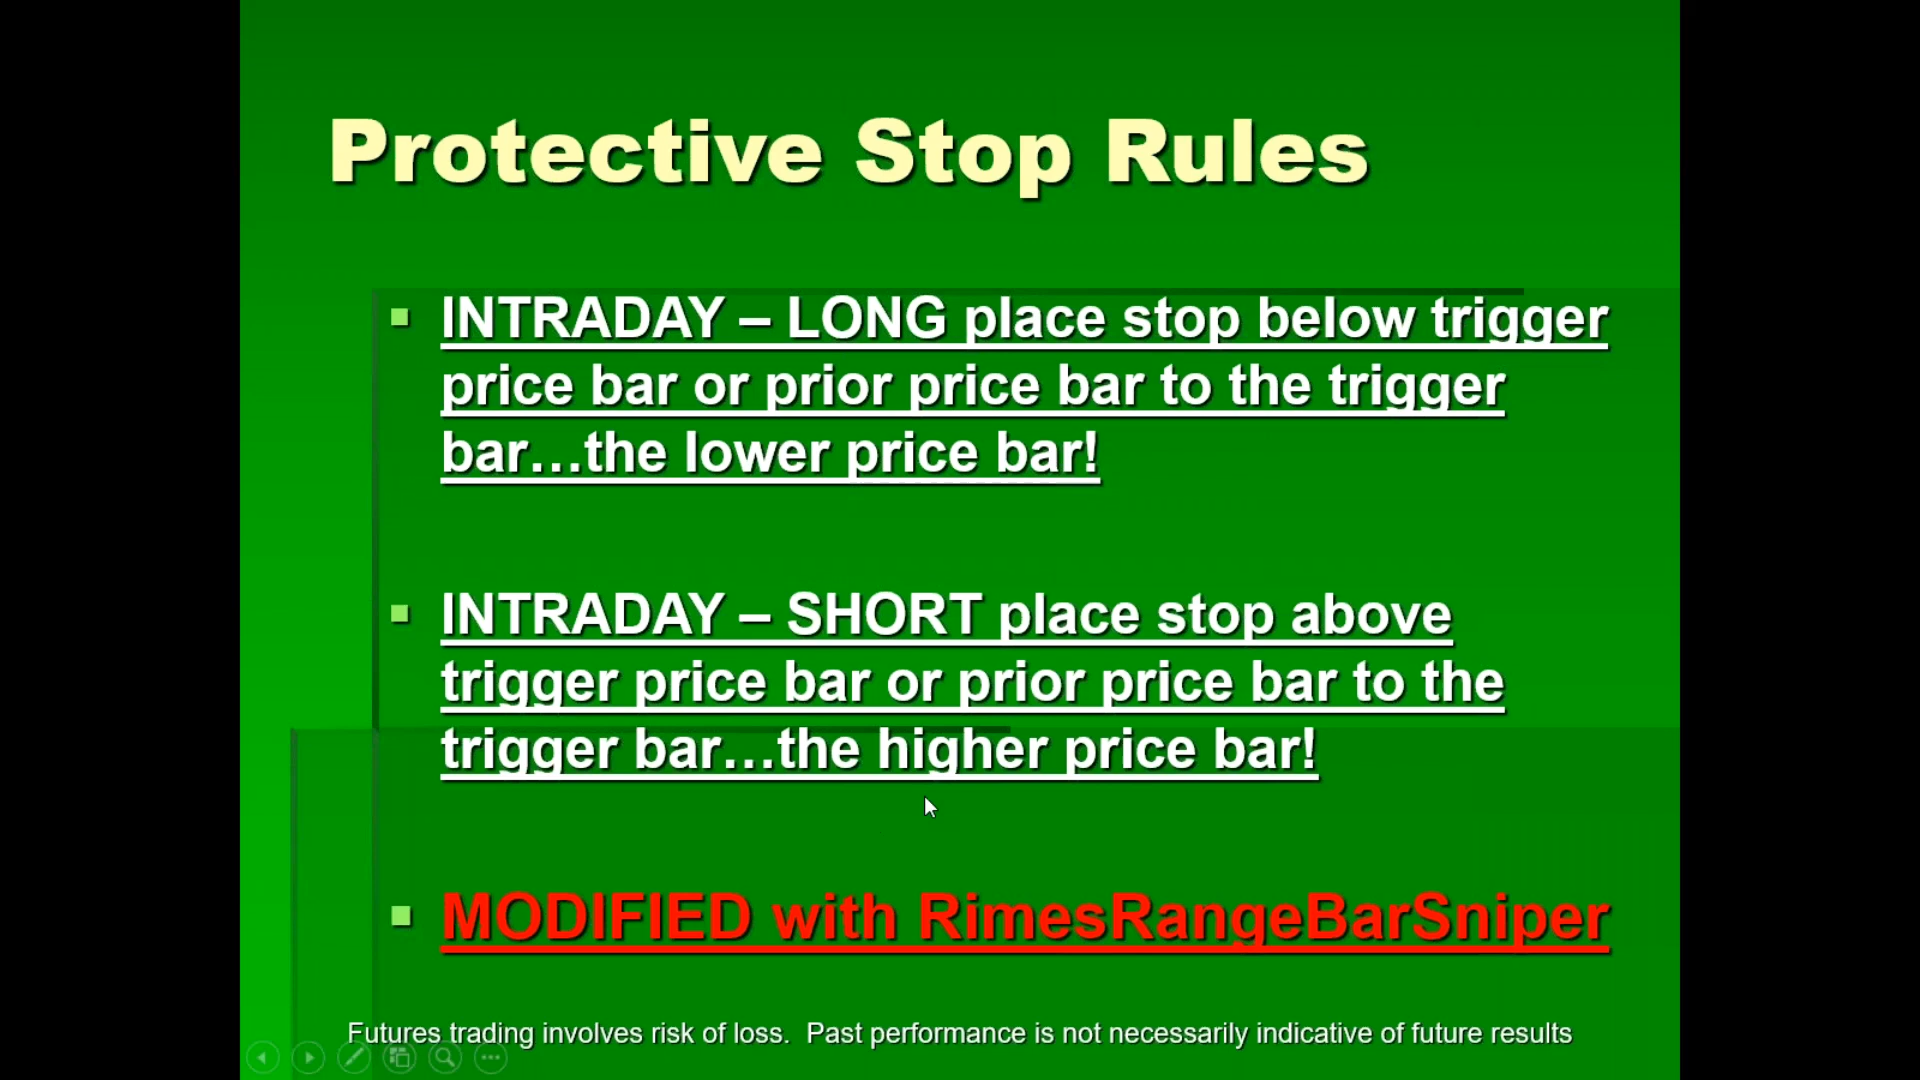 Protective Stop Rules
INTRADAY – LONG place stop below trigger
price bar or prior price bar to the trigger
bar…the lower price bar!
INTRADAY – SHORT place stop above
trigger price bar or prior price bar to the
trigger bar…the higher price bar!
MODIFIED with RimesRangeBarSniper
Futures trading involves risk of loss.  Past performance is not necessarily indicative of future results